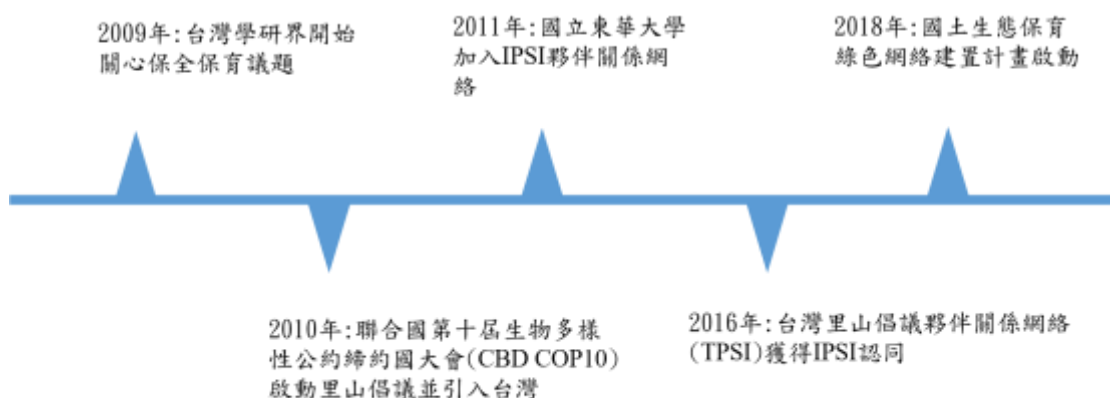 2009年:台灣學研界開始
關心保全保育議題
2010年:聯合國第十屆生物多樣
性公約締約國大會(CBD COP10)
啟動里山倡議並引入台灣
2011年:國立東華大學
加入IPSI夥伴關係網
絡
2016年:台灣里山倡議夥伴關係網絡
(TPSI)獲得IPSI認同
2018年:國土生態保育
綠色網絡建置計畫啟動